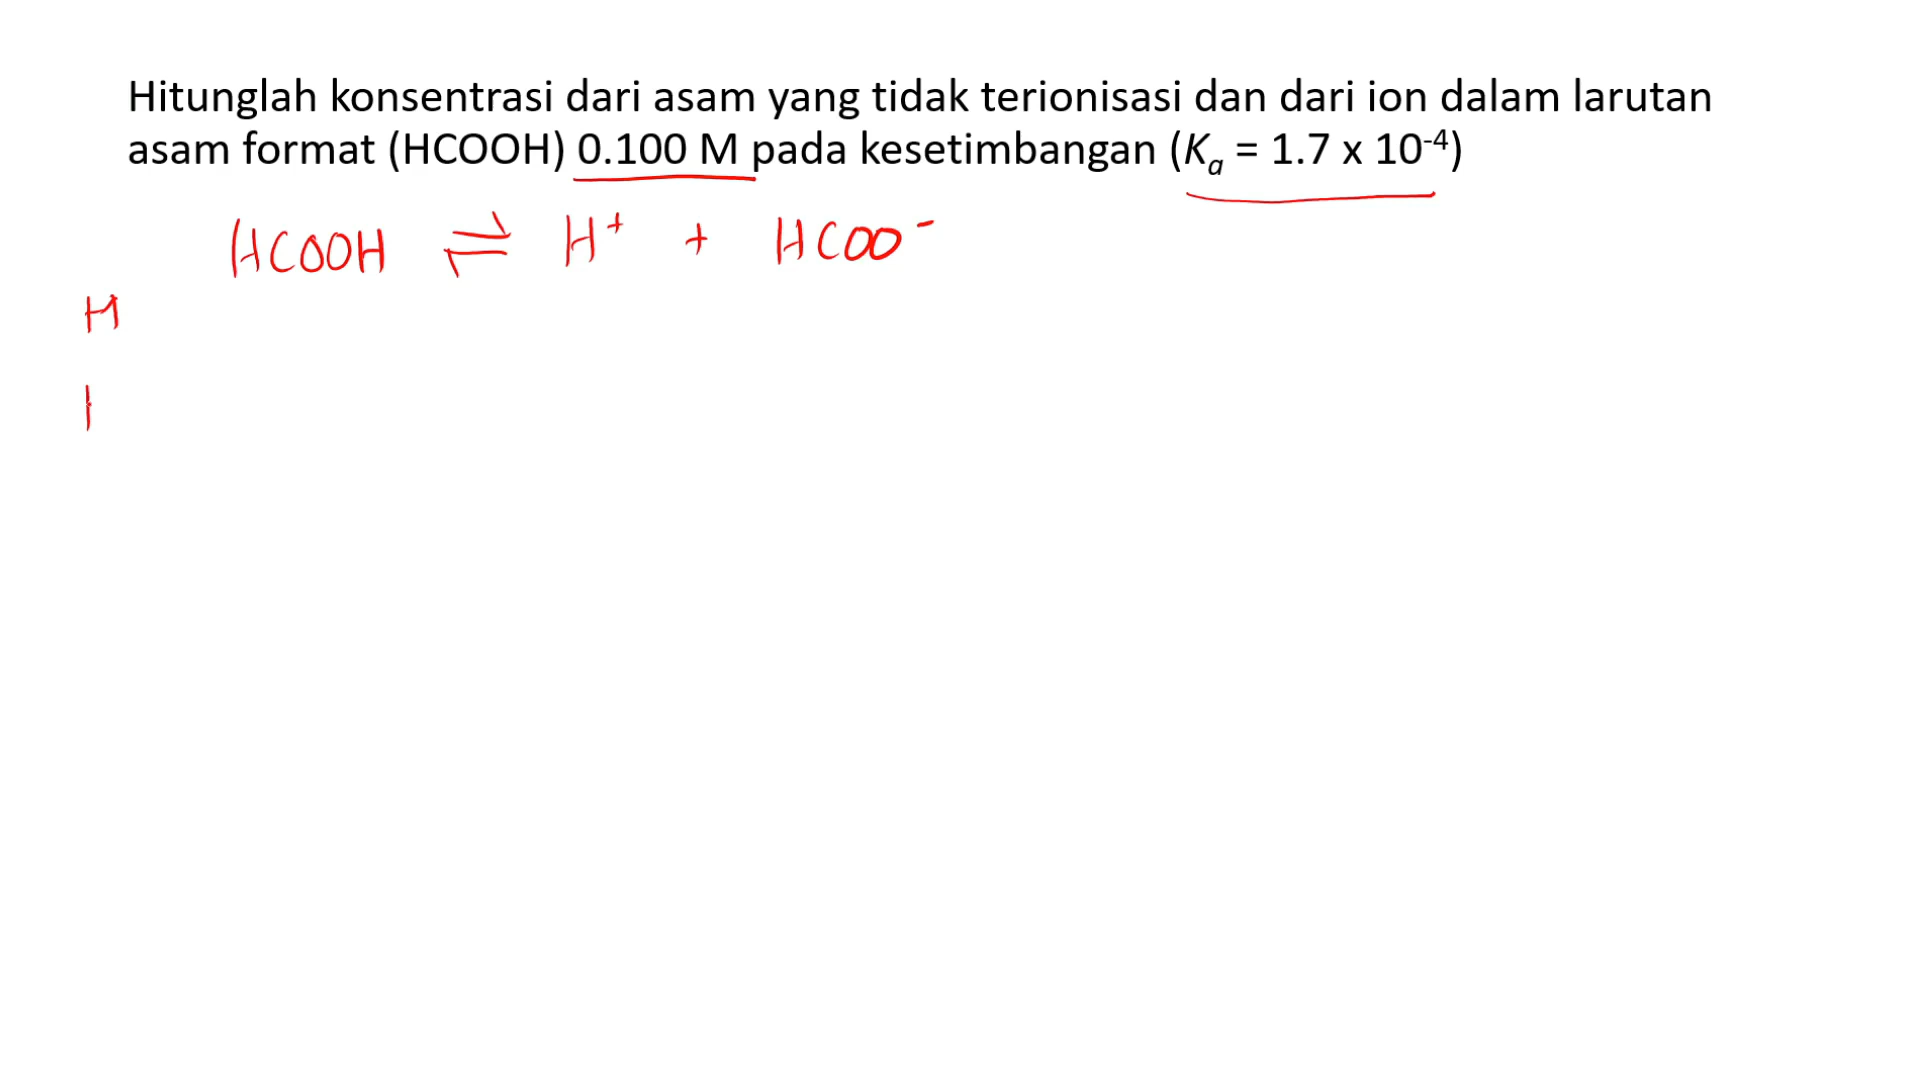 Hitunglah konsentrasi dari asam yang tidak terionisasi dan dari ion dalam larutan
asam format (HCOOH) 0.100 M pada kesetimbangan (Kₐ = 1.7 x 10⁻⁴)
HCOOH ⇌ H⁺ + HCOO⁻
M